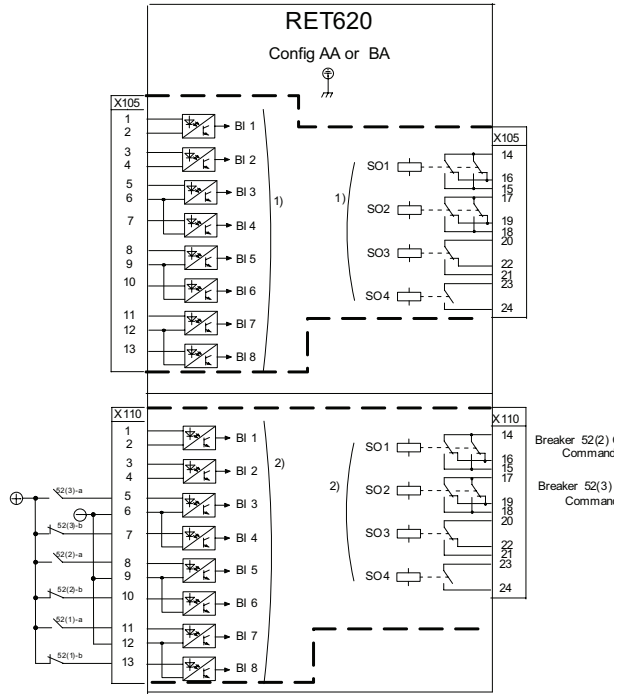 RET620
Config AA or BA
X105
1
2
BI 1
3
4
BI 2
5
6
BI 3
7
BI 4
8
9
BI 5
10
BI 6
11
12
BI 7
13
BI 8
1)
1)
X105
SO1
14
16
15
SO2
17
19
18
SO3
20
22
21
SO4
23
24
X110
1
2
BI 1
3
4
BI 2
5
6
BI 3
7
BI 4
8
9
BI 5
10
BI 6
11
12
BI 7
13
BI 8
52(3)-a
52(3)-b
52(2)-a
52(2)-b
52(1)-a
52(1)-b
2)
2)
X110
SO1
14
16
15
SO2
17
19
18
SO3
20
22
21
SO4
23
24
Breaker 52(2)
Comman
Breaker 52(3)
Comman